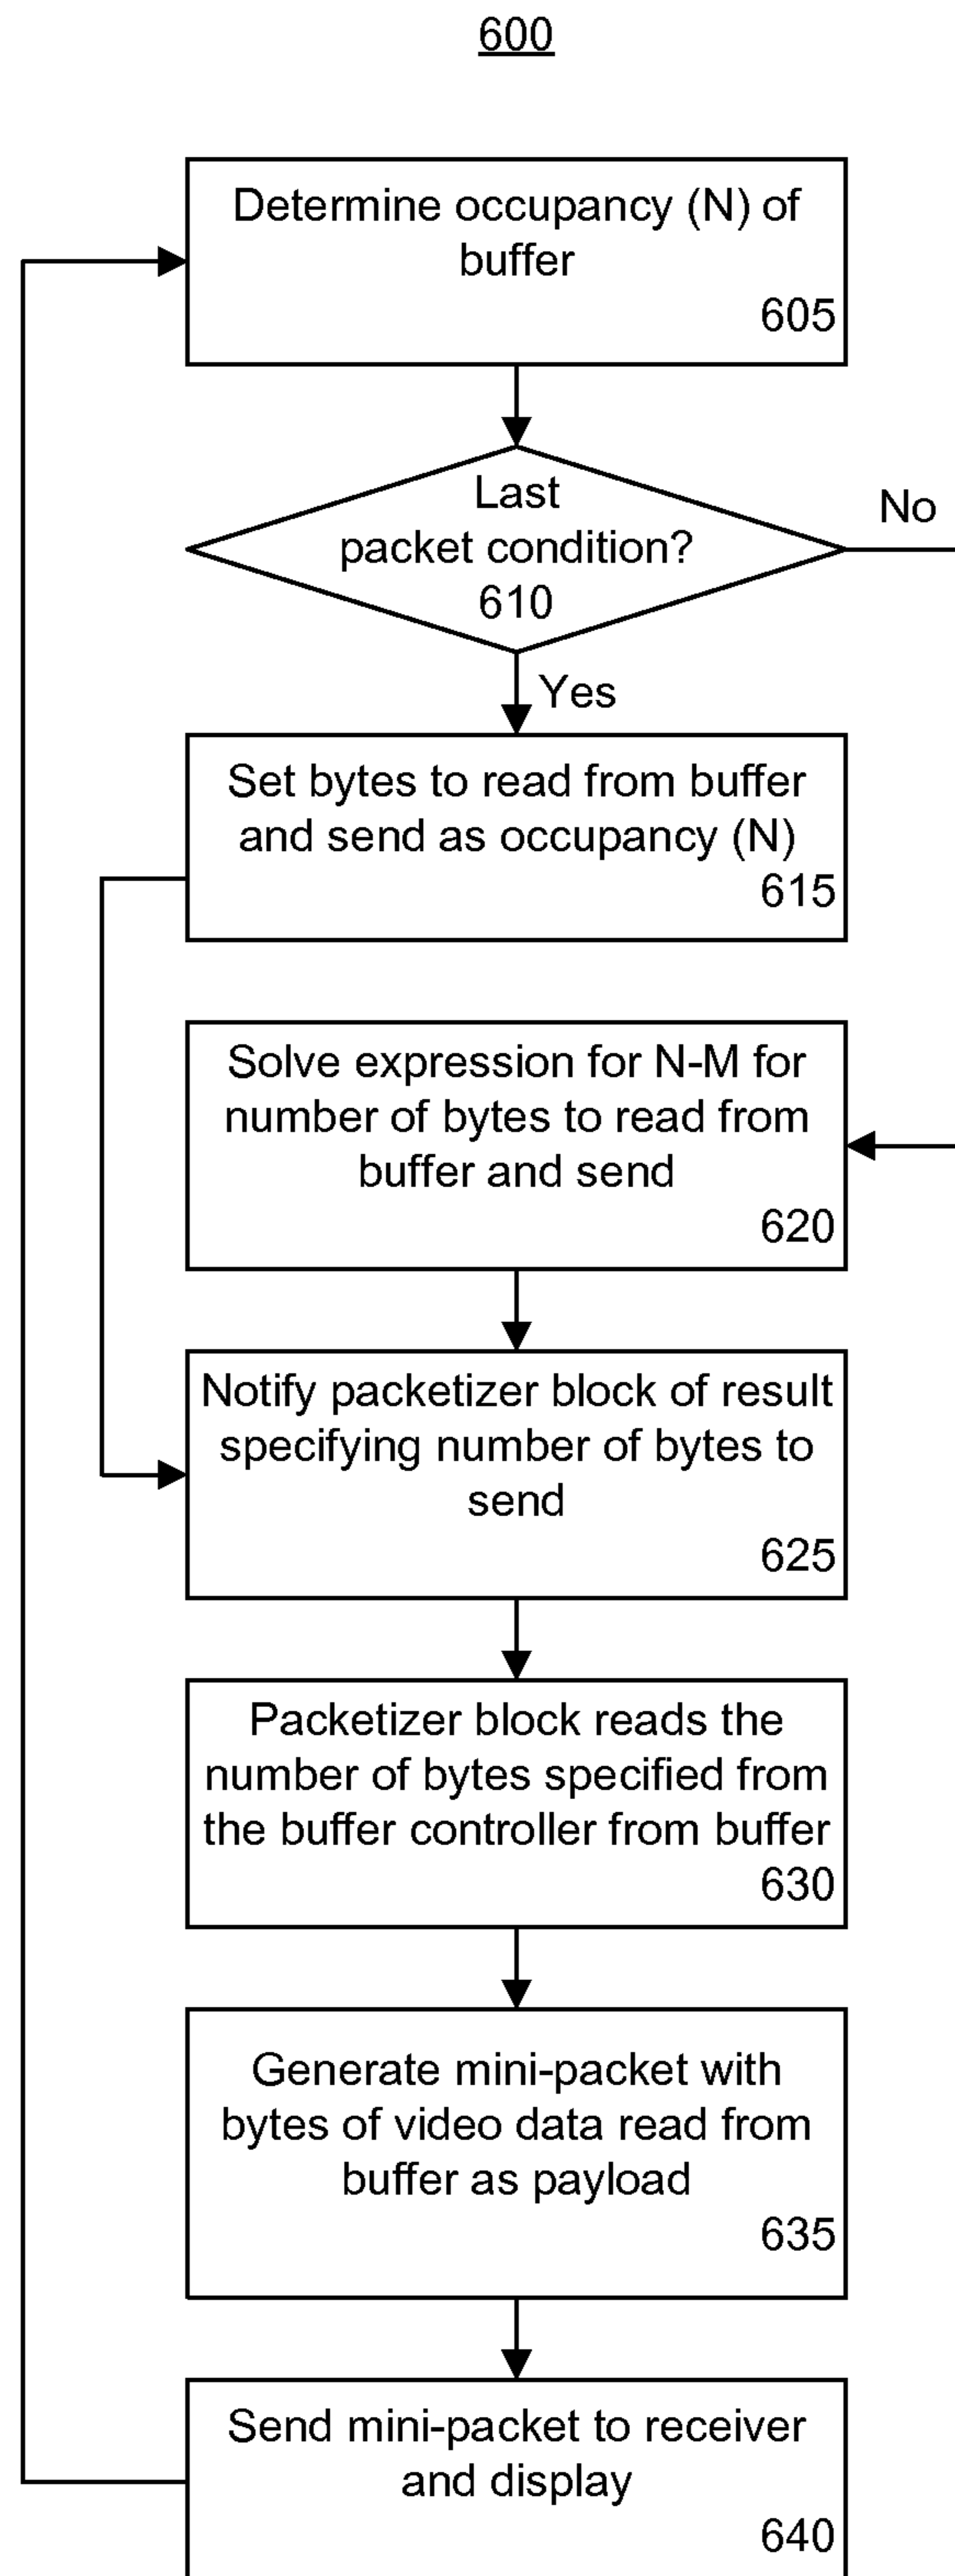 600
Determine occupancy (N) of
buffer
605
Last
packet condition?
610
No
Yes
Set bytes to read from buffer
and send as occupancy (N)
615
Solve expression for N-M for
number of bytes to read from
buffer and send
620
Notify packetizer block of result
specifying number of bytes to
send
625
Packetizer block reads the
number of bytes specified from
the buffer controller from buffer
630
Generate mini-packet with
bytes of video data read from
buffer as payload
635
Send mini-packet to receiver
and display
640